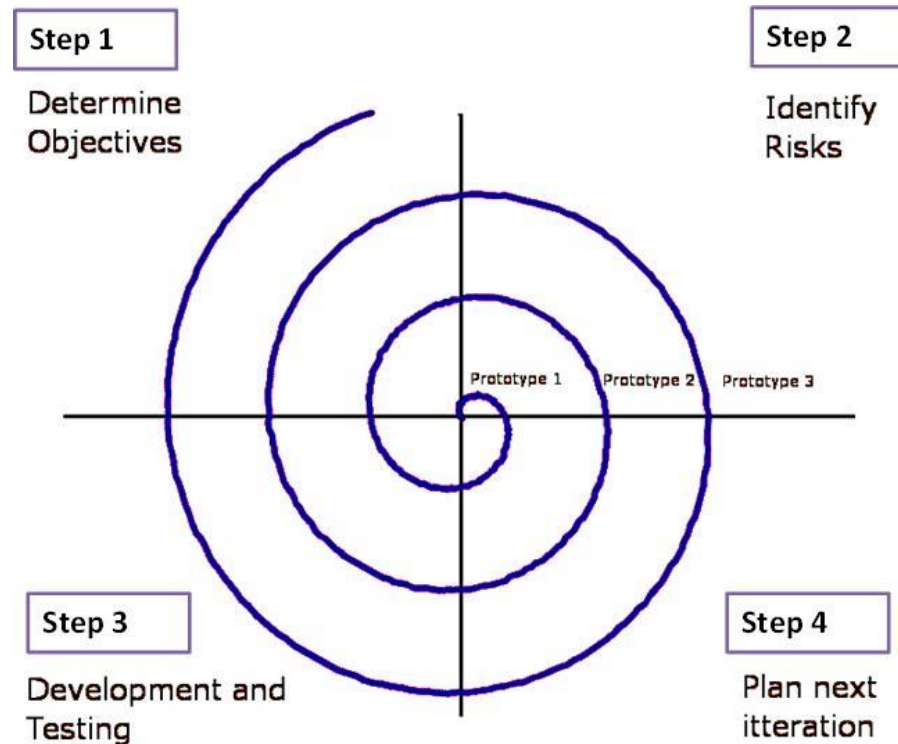 Step 1
Determine
Objectives
Step 2
Identify
Risks
Prototype 1
Prototype 2
Prototype 3
Step 3
Development and
Testing
Step 4
Plan next
itteration